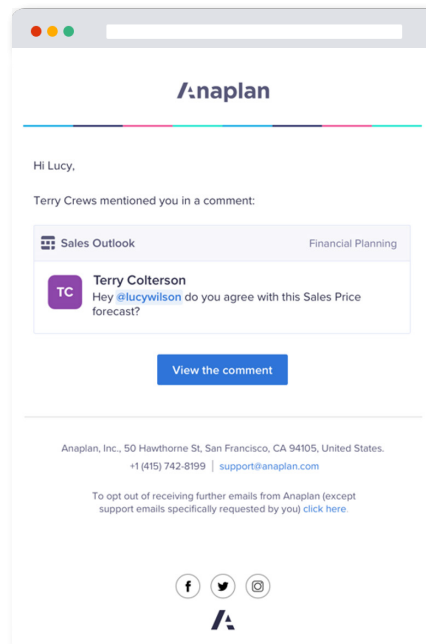 Anaplan
Hi Lucy,
Terry Crews mentioned you in a comment:
Sales Outlook
Financial Planning
TC
Terry Colterson
Hey @lucywilson do you agree with this Sales Price
forecast?
View the comment
Anaplan, Inc., 50 Hawthorne St, San Francisco, CA 94105, United States.
+1 (415) 742-8199 | support@anaplan.com
To opt out of receiving further emails from Anaplan (except
support emails specifically requested by you) click here.